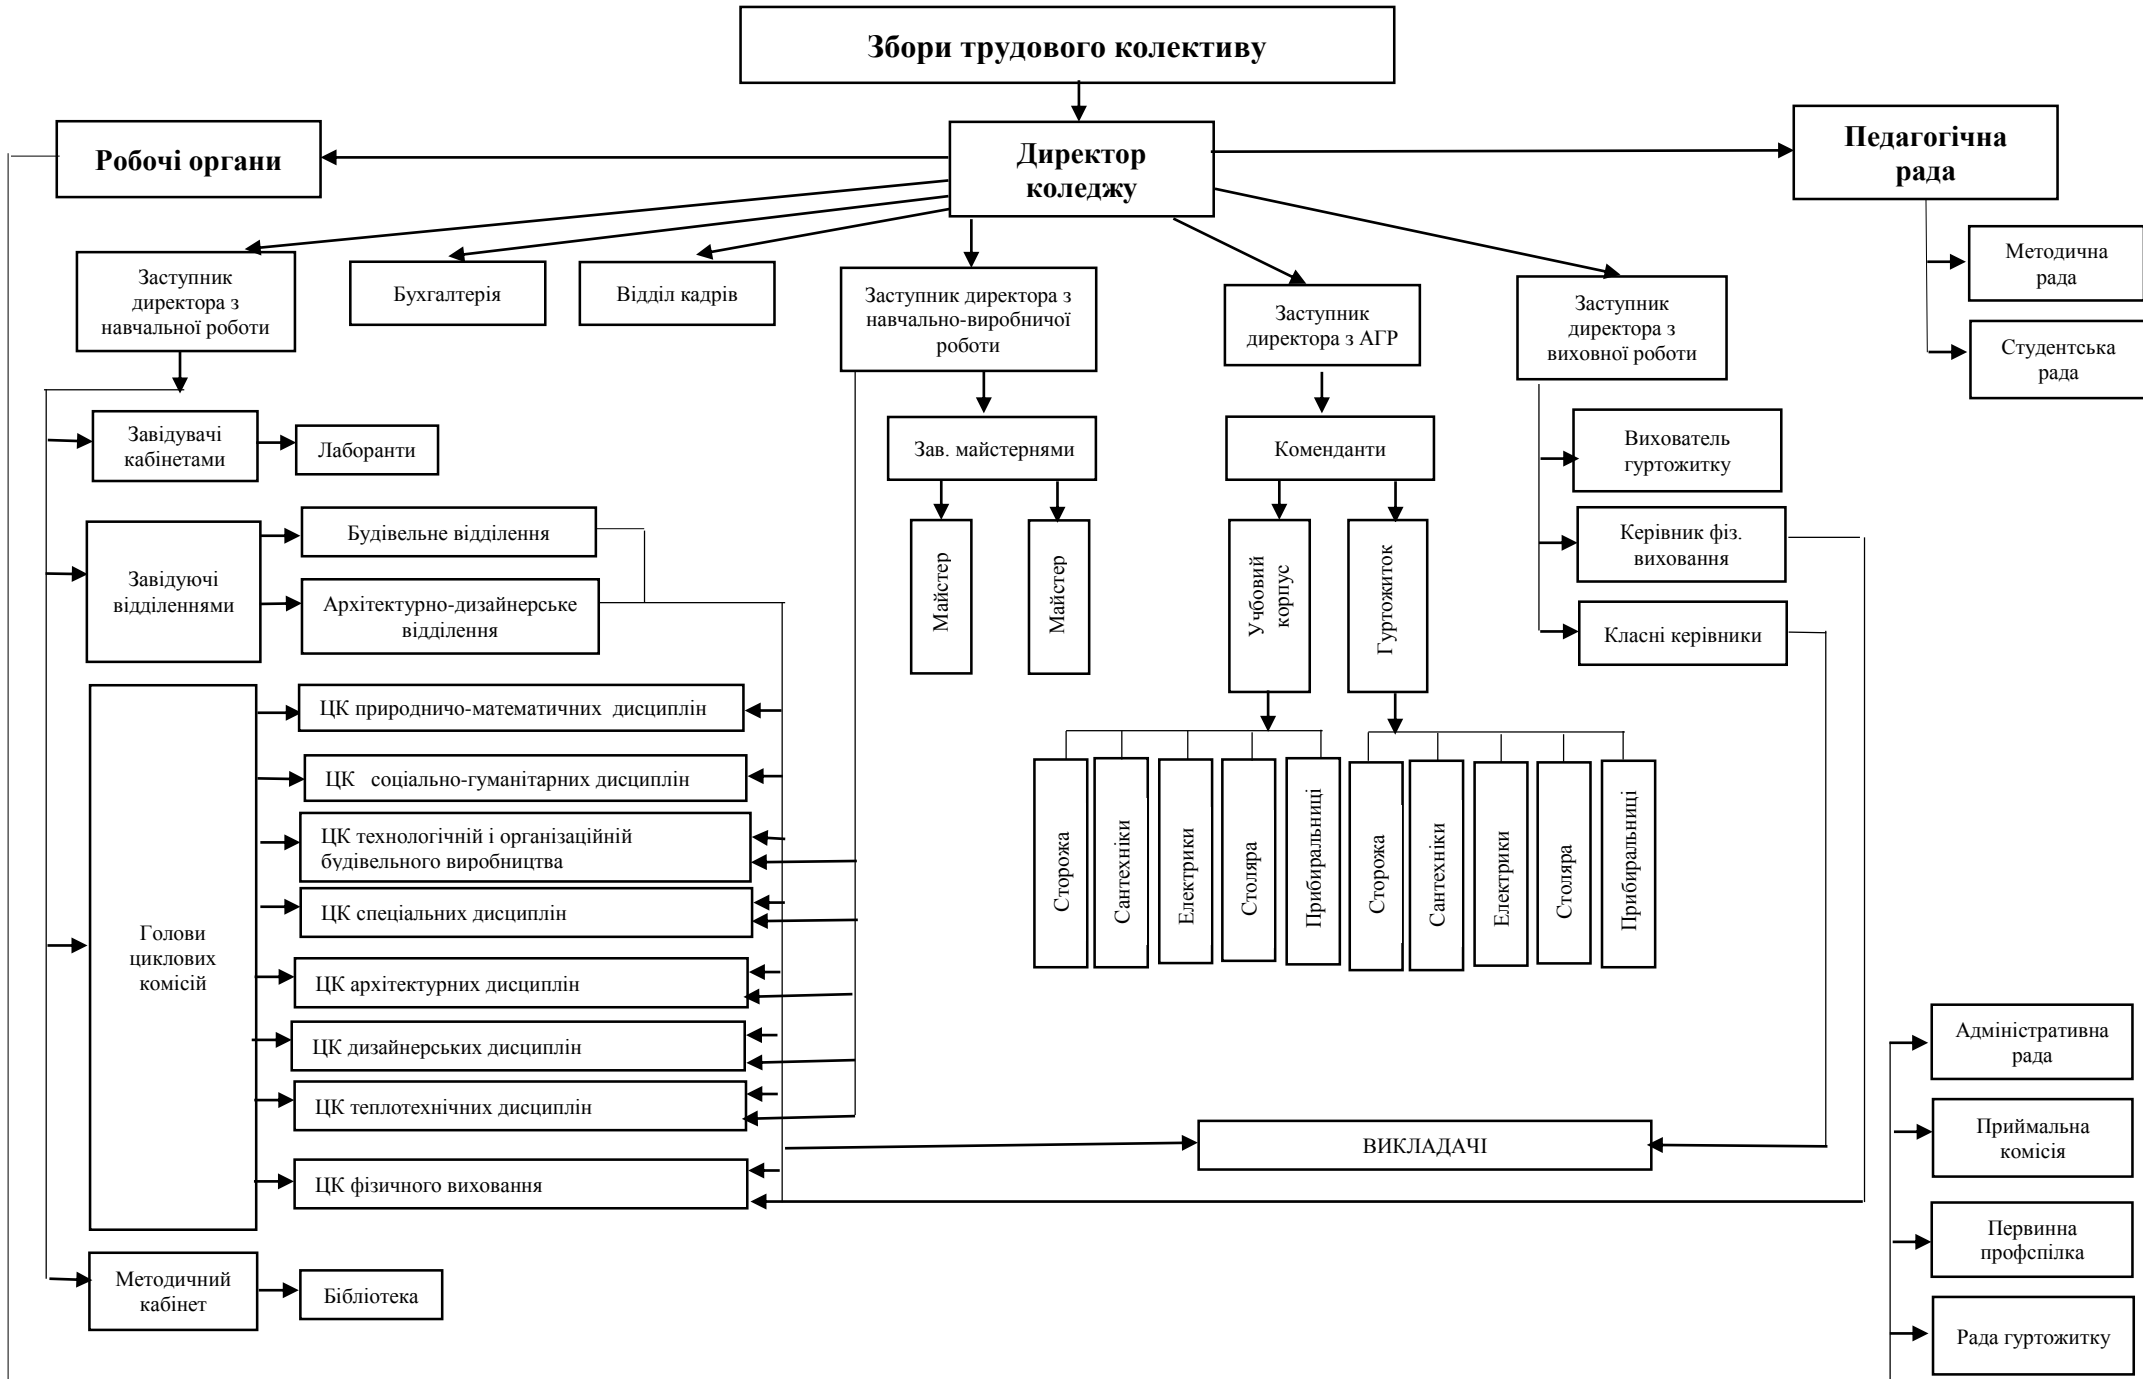 Збори трудового колективу
Робочі органи
Директор
коледжу
Педагогічна
рада
Методична
рада
Студентська
рада
Заступник
директора з
навчальної роботи
Бухгалтерія
Відділ кадрів
Заступник директора з
навчально-виробничої
роботи
Заступник
директора з АГР
Заступник
директора з
виховної роботи
Завідувачі
кабінетами
Лаборанти
Зав. майстернями
Коменданти
Вихователь
гуртожитку
Завідуючі
відділеннями
Будівельне відділення
Архітектурно-дизайнерське
відділення
Майстер
Майстер
Учбовий
корпус
Гуртожиток
Керівник фіз.
виховання
Класні керівники
Голови
циклових
комісій
ЦК природничо-математичних дисциплін
ЦК соціально-гуманітарних дисциплін
ЦК технологічній і організаційній
будівельного виробництва
ЦК спеціальних дисциплін
ЦК архітектурних дисциплін
ЦК дизайнерських дисциплін
ЦК теплотехнічних дисциплін
ЦК фізичного виховання
Сторожа
Сантехніки
Електрики
Столяра
Прибиральниці
Сторожа
Сантехніки
Електрики
Столяра
Прибиральниці
ВИКЛАДАЧІ
Адміністративна
рада
Приймальна
комісія
Первинна
профспілка
Рада гуртожитку
Методичний
кабінет
Бібліотека